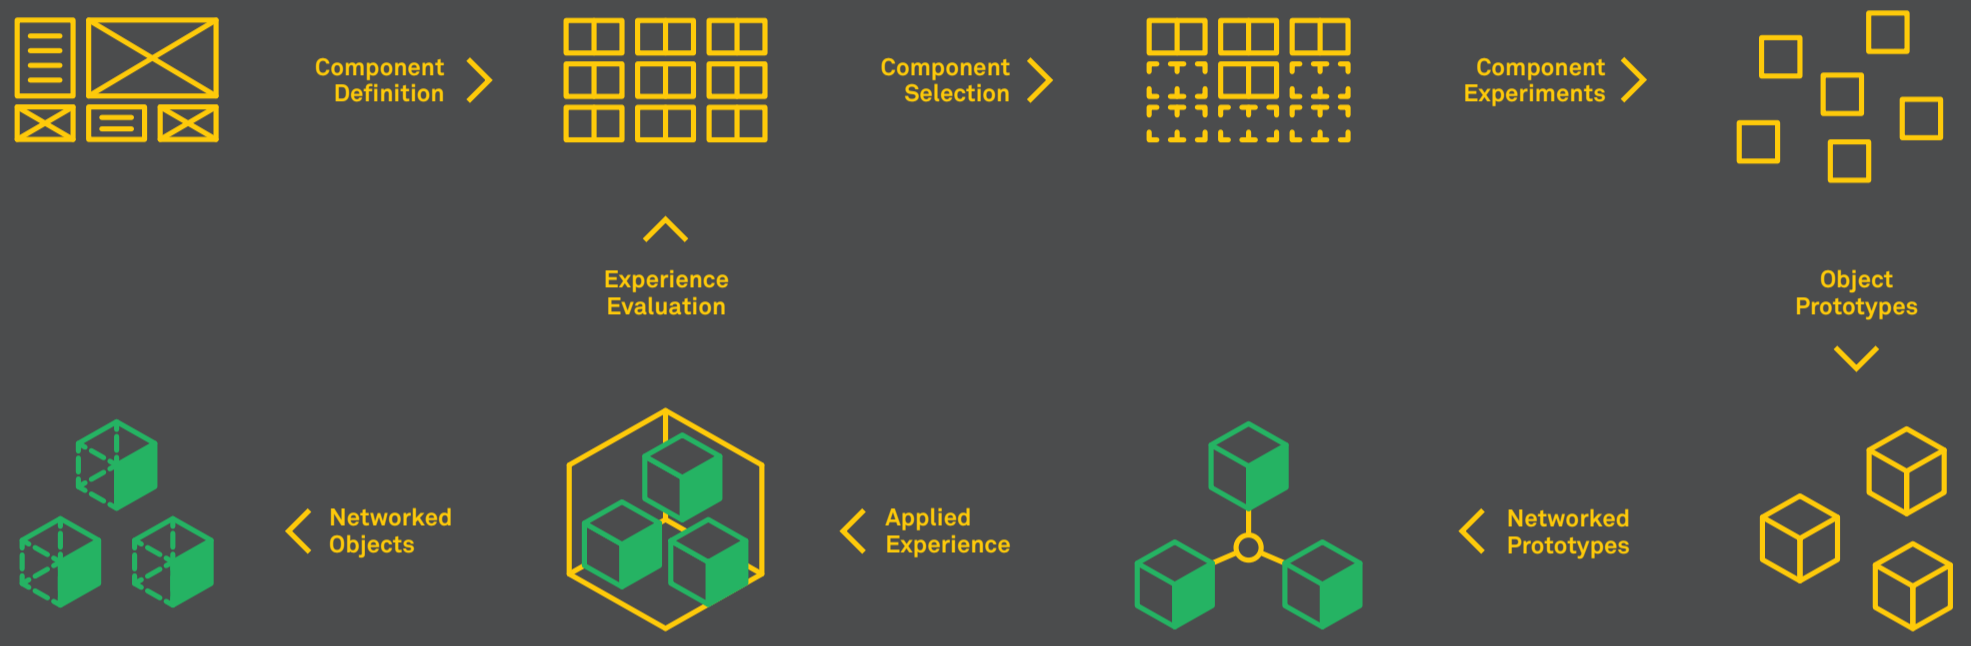 Component
Definition
Component
Selection
Component
Experiments
Experience
Evaluation
Object
Prototypes
Networked
Objects
Applied
Experience
Networked
Prototypes